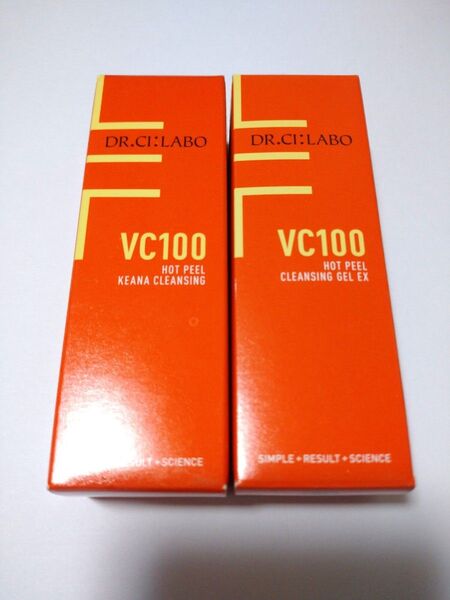 DR.CI:LABO
VC100
HOT PEEL
KEANA CLEANSING
RESULT + SCIENCE
DR.CI:LABO
VC100
HOT PEEL
CLEANSING GEL EX
SIMPLE + RESULT + SCIENCE